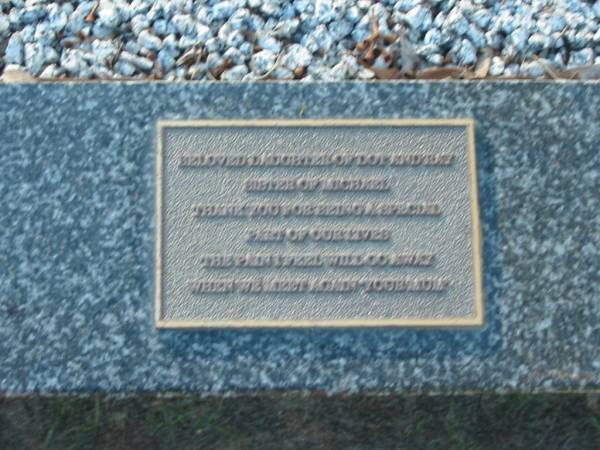 BELOVED DAUGHTER OF DOT AND RAY
SISTER OF MICHAEL
THANK YOU FOR BEING A SPECIAL
PART OF OUR LIVES
THE PAIN I FEEL WILL GO AWAY
WHEN WE MEET AGAIN "YOUR MUM"